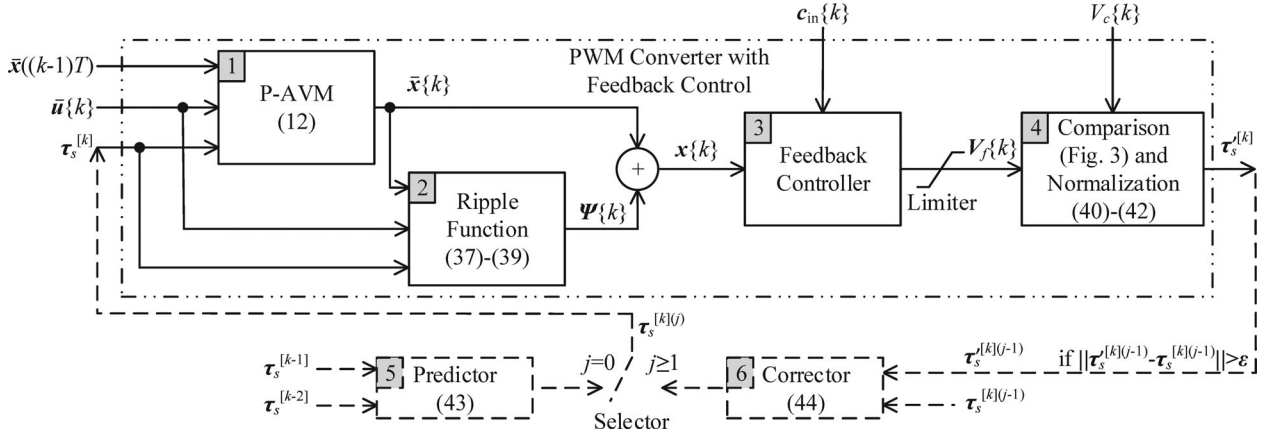 c_in{k}
V_c{k}
x̄((k-1)T)
ū{k}
τ_s^[k]
1
P-AVM
(12)
x̄{k}
2
Ripple
Function
(37)-(39)
Ψ{k}
+
x{k}
PWM Converter with
Feedback Control
3
Feedback
Controller
V_f{k}
Limiter
4
Comparison
(Fig. 3) and
Normalization
(40)-(42)
τ'_s^[k]
τ_s^[k](j)
τ_s^[k-1]
τ_s^[k-2]
5
Predictor
(43)
j=0
j≥1
Selector
6
Corrector
(44)
τ'_s^[k](j-1)
if ||τ'_s^[k](j-1)-τ_s^[k](j-1)||>ε
τ_s^[k](j-1)